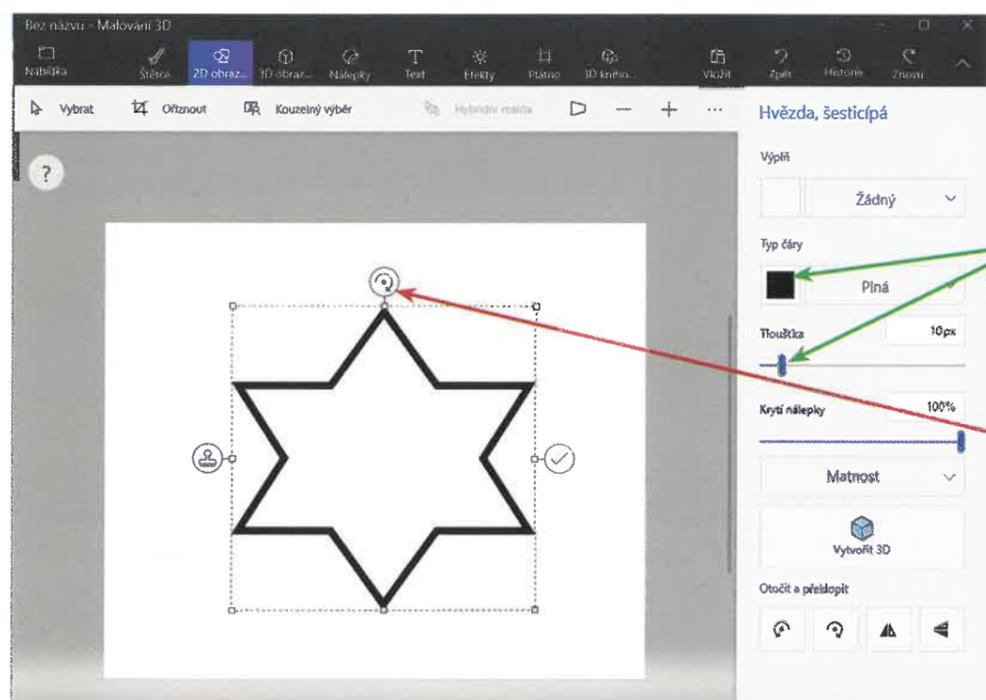 Bez názvu - Malování 3D
Nabídka Štětce 2D obraz... 3D obraz... Nálepky Text Efekty Plátno 3D kniho... Vložit Zpět Historie Znovu
Vybrat Oříznout Kouzelný výběr Hybridní realita
?
Hvězda, šesticípá
Výplň
Žádný
Typ čáry
Plná
Tloušťka 10px
Krytí nálepky 100%
Matnost
Vytvořit 3D
Otočit a překlopit